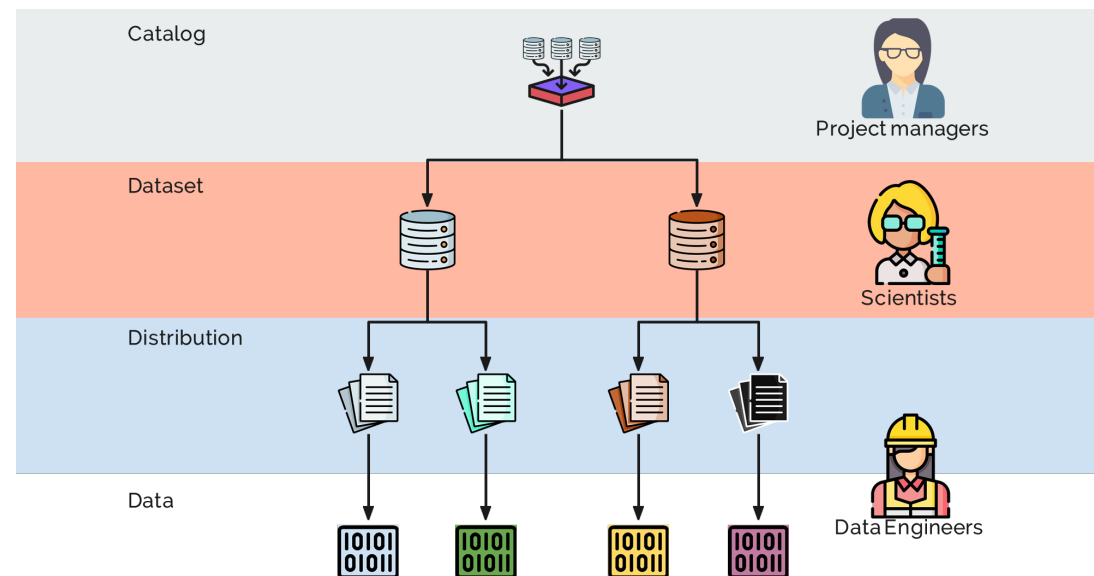 Catalog
Project managers
Dataset
Scientists
Distribution
Data
Data Engineers
10101
01011
10101
01011
10101
01011
10101
01011